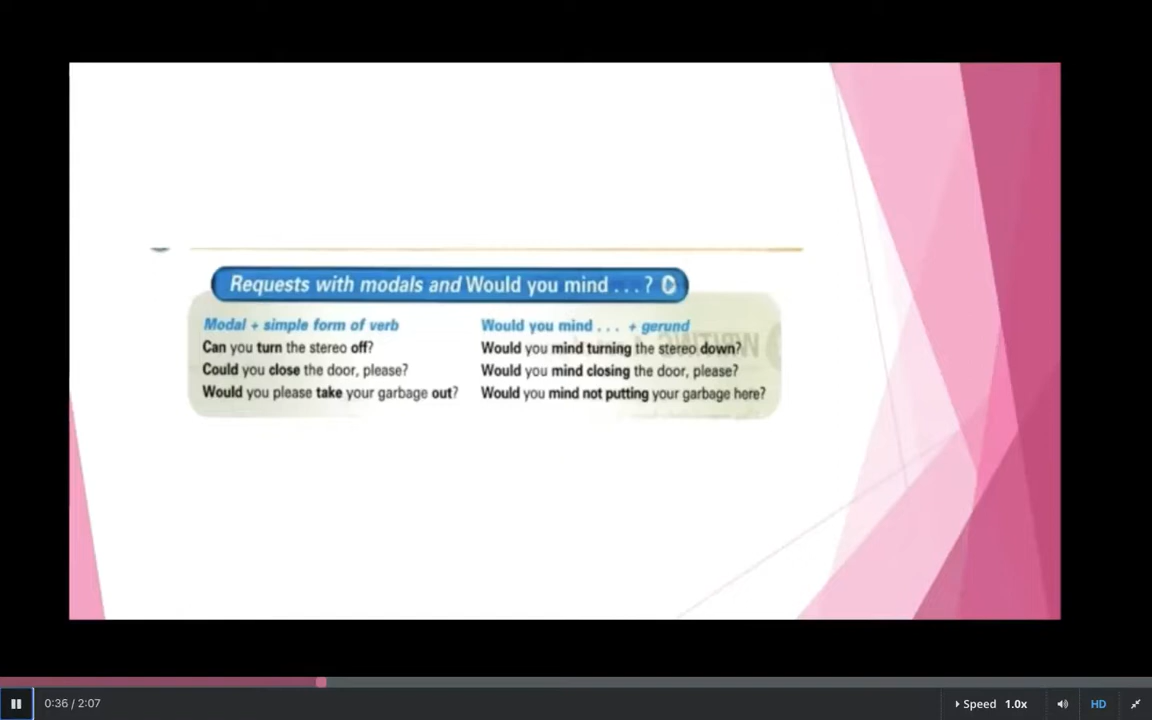 Requests with modals and Would you mind . . . ?
Modal + simple form of verb
Can you turn the stereo off?
Could you close the door, please?
Would you please take your garbage out?
Would you mind . . . + gerund
Would you mind turning the stereo down?
Would you mind closing the door, please?
Would you mind not putting your garbage here?
0:36 / 2:07
Speed 1.0x
HD